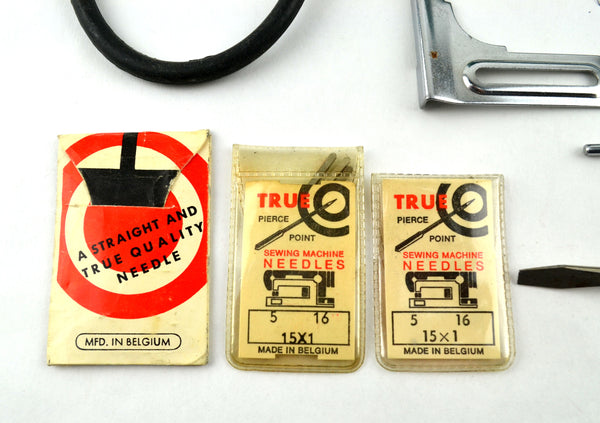 A STRAIGHT AND
TRUE QUALITY
NEEDLE
MFD. IN BELGIUM
TRUE
PIERCE
POINT
SEWING MACHINE
NEEDLES
5 16
15X1
MADE IN BELGIUM
TRUE
PIERCE
POINT
SEWING MACHINE
NEEDLES
5 16
15×1
MADE IN BELGIUM